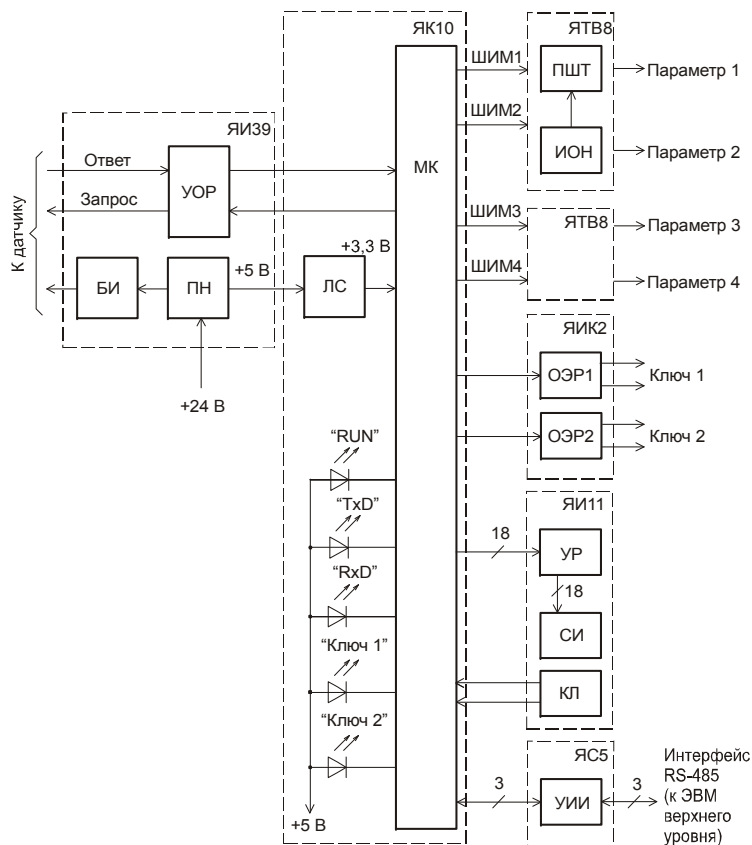 ЯК10
ЯТВ8
ШИМ1
ПШТ
Параметр 1
ЯИ39
ШИМ2
ИОН
Параметр 2
Ответ
УОР
МК
Запрос
ЯТВ8
ШИМ3
Параметр 3
К датчику
+3,3 В
ШИМ4
Параметр 4
БИ
ПН
+5 В
ЛС
ЯИК2
ОЭР1
Ключ 1
+24 В
ОЭР2
Ключ 2
“RUN”
“TxD”
ЯИ11
18
УР
“RxD”
18
СИ
“Ключ 1”
КЛ
“Ключ 2”
ЯС5
Интерфейс
RS-485
(к ЭВМ
верхнего
уровня)
3
УИИ
3
+5 В